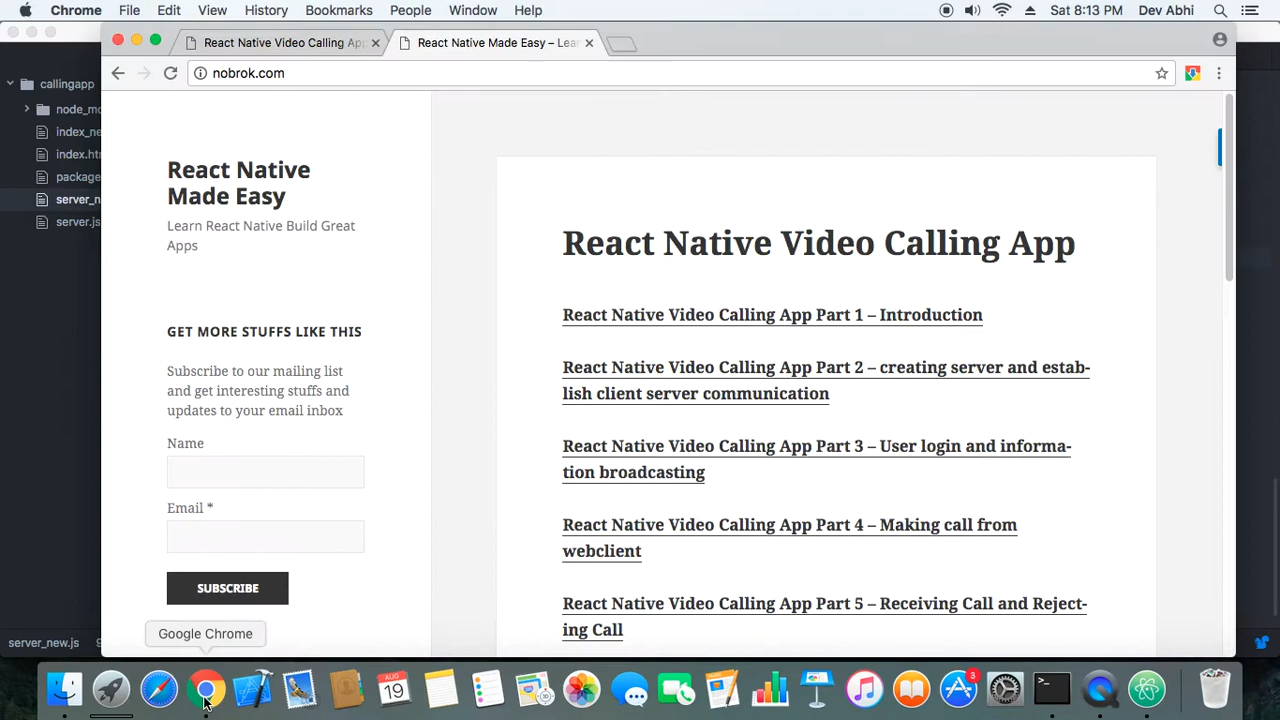 Chrome File Edit View History Bookmarks People Window Help Sat 8:13 PM Dev Abhi
React Native Video Calling Ap
React Native Made Easy – Lea
nobrok.com
callingapp
node_mo
index_ne
index.htm
package
server_n
server.js
React Native
Made Easy
Learn React Native Build Great
Apps
GET MORE STUFFS LIKE THIS
Subscribe to our mailing list
and get interesting stuffs and
updates to your email inbox
Name
Email *
SUBSCRIBE
React Native Video Calling App
React Native Video Calling App Part 1 – Introduction
React Native Video Calling App Part 2 – creating server and estab-
lish client server communication
React Native Video Calling App Part 3 – User login and informa-
tion broadcasting
React Native Video Calling App Part 4 – Making call from
webclient
React Native Video Calling App Part 5 – Receiving Call and Reject-
ing Call
Google Chrome
server_new.js
AUG
19
3